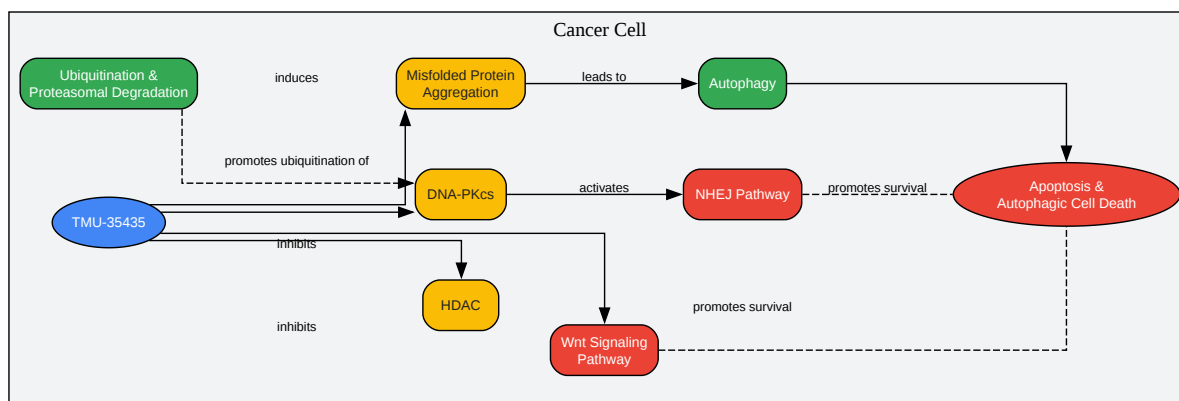 Cancer Cell
Ubiquitination &
Proteasomal Degradation
induces
Misfolded Protein
Aggregation
leads to
Autophagy
promotes ubiquitination of
DNA-PKcs
activates
NHEJ Pathway
promotes survival
Apoptosis &
Autophagic Cell Death
TMU-35435
inhibits
HDAC
promotes survival
inhibits
Wnt Signaling
Pathway